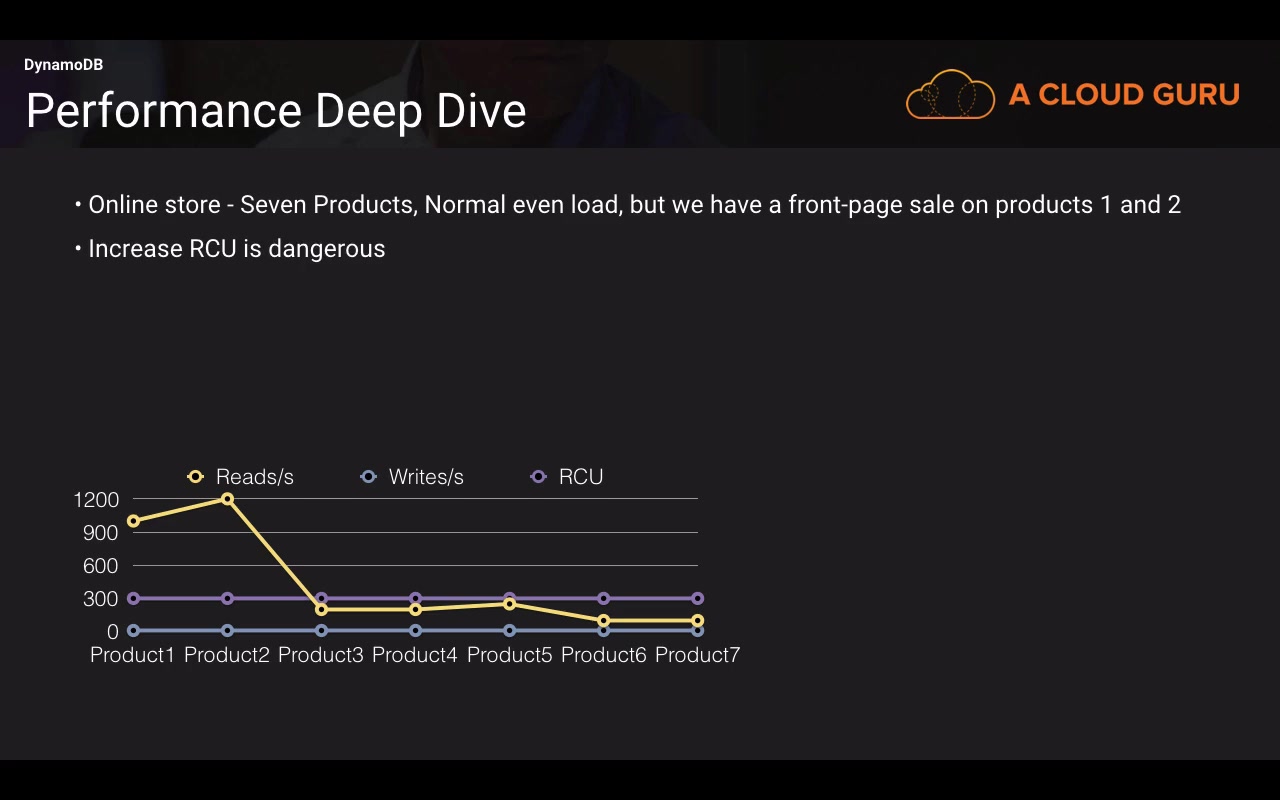 DynamoDB
Performance Deep Dive
A CLOUD GURU
• Online store - Seven Products, Normal even load, but we have a front-page sale on products 1 and 2
• Increase RCU is dangerous
Reads/s Writes/s RCU
1200
900
600
300
0
Product1 Product2 Product3 Product4 Product5 Product6 Product7